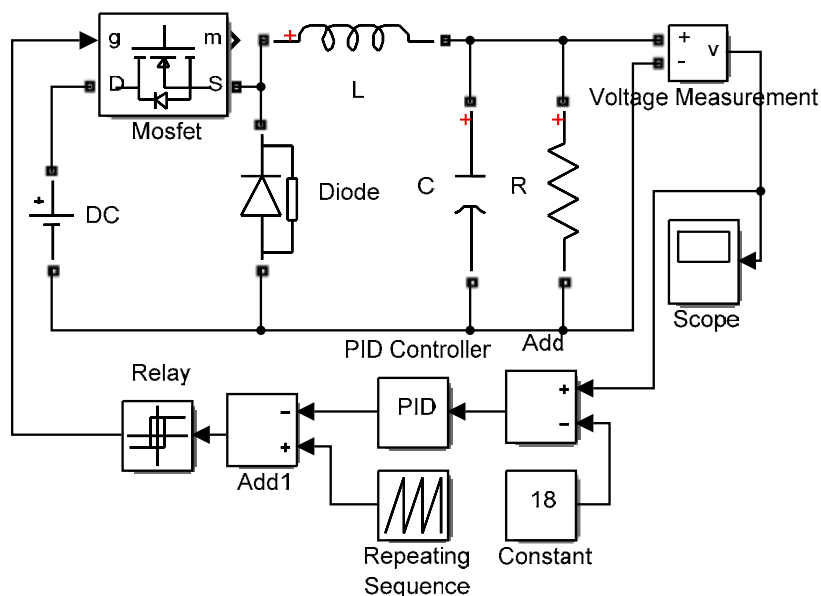 g
m
D
S
Mosfet
+
L
+
-
v
Voltage Measurement
+
DC
Diode
+
C
+
R
Scope
PID Controller
Add
Relay
-
+
Add1
PID
+
-
18
Repeating
Sequence
Constant